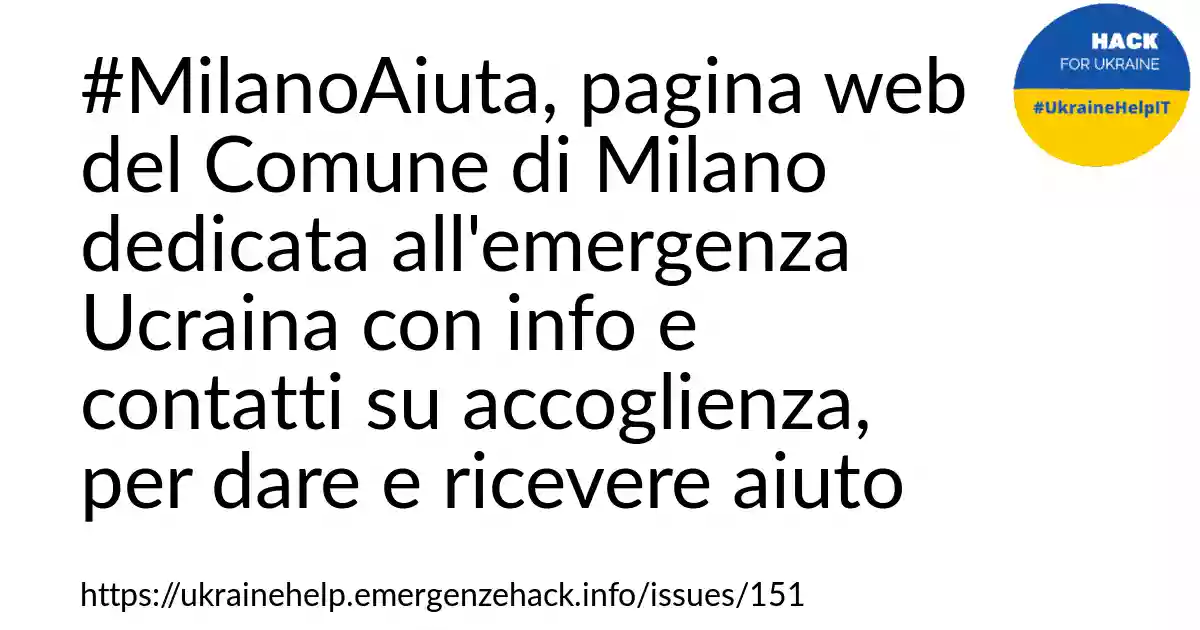 #MilanoAiuta, pagina web
del Comune di Milano
dedicata all'emergenza
Ucraina con info e
contatti su accoglienza,
per dare e ricevere aiuto
https://ukrainehelp.emergenzehack.info/issues/151
HACK
FOR UKRAINE
#UkraineHelpIT